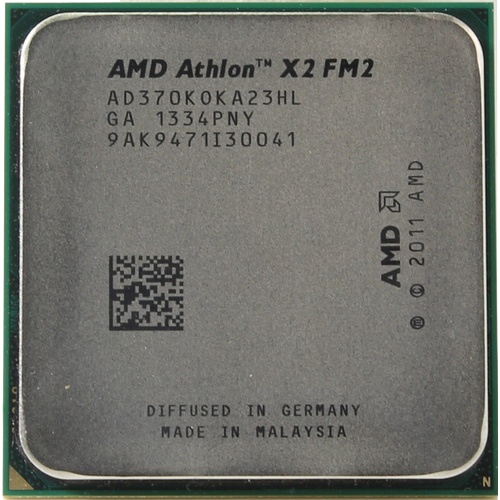 AMD Athlon™ X2 FM2
AD370KOKA23HL
GA 1334PNY
9AK9471I30041
AMD
Ⓜ © 2011 AMD
DIFFUSED IN GERMANY
MADE IN MALAYSIA
N